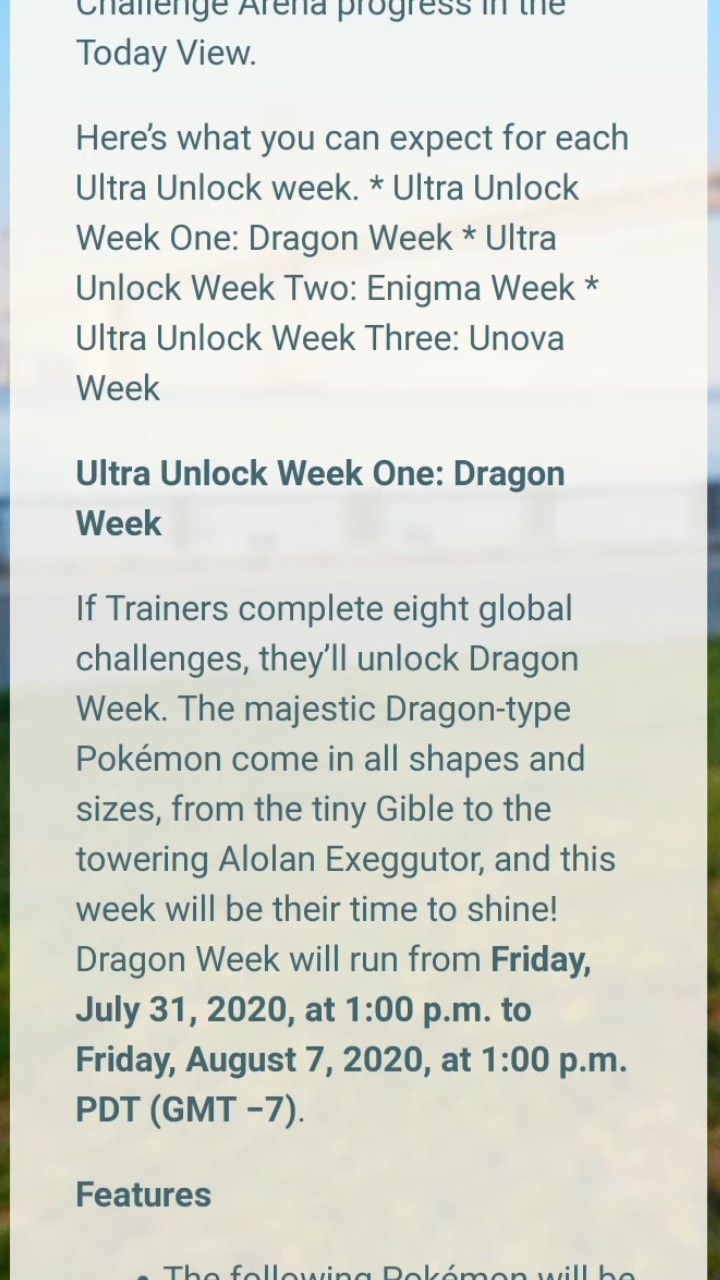 Challenge Arena progress in the
Today View.
Here’s what you can expect for each
Ultra Unlock week. * Ultra Unlock
Week One: Dragon Week * Ultra
Unlock Week Two: Enigma Week *
Ultra Unlock Week Three: Unova
Week
Ultra Unlock Week One: Dragon
Week
If Trainers complete eight global
challenges, they’ll unlock Dragon
Week. The majestic Dragon-type
Pokémon come in all shapes and
sizes, from the tiny Gible to the
towering Alolan Exeggutor, and this
week will be their time to shine!
Dragon Week will run from Friday,
July 31, 2020, at 1:00 p.m. to
Friday, August 7, 2020, at 1:00 p.m.
PDT (GMT −7).
Features
• The following Pokémon will be